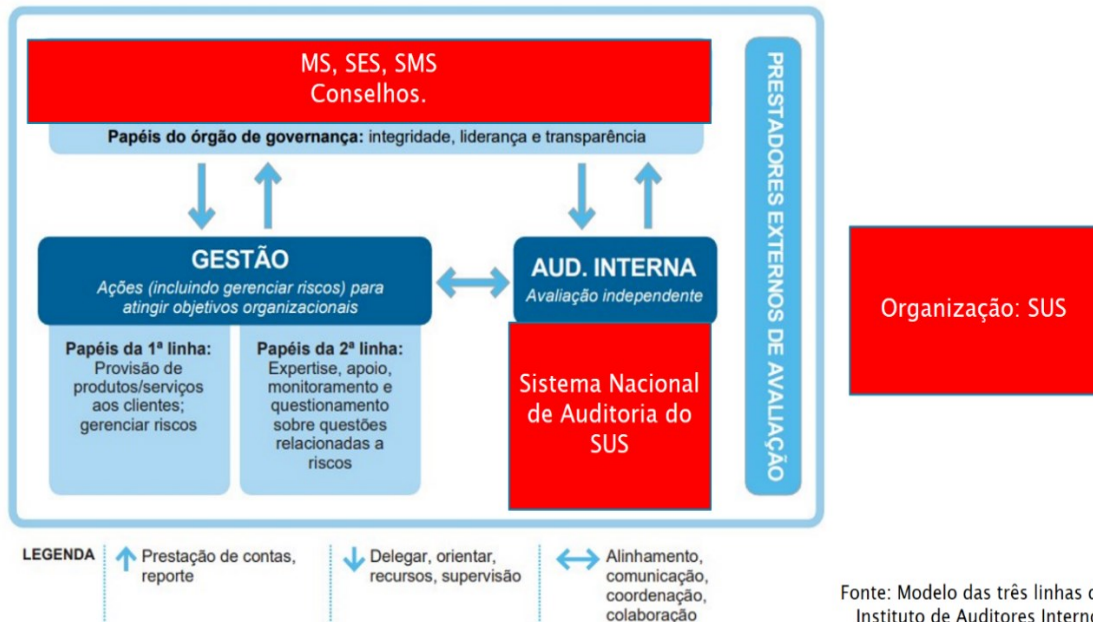 MS, SES, SMS
Conselhos.
Papéis do órgão de governança: integridade, liderança e transparência
GESTÃO
Ações (incluindo gerenciar riscos) para
atingir objetivos organizacionais
Papéis da 1ª linha:
Provisão de
produtos/serviços
aos clientes;
gerenciar riscos
Papéis da 2ª linha:
Expertise, apoio,
monitoramento e
questionamento
sobre questões
relacionadas a
riscos
AUD. INTERNA
Avaliação independente
Sistema Nacional
de Auditoria do
SUS
PRESTADORES EXTERNOS DE AVALIAÇÃO
Organização: SUS
LEGENDA
Prestação de contas,
reporte
Delegar, orientar,
recursos, supervisão
Alinhamento,
comunicação,
coordenação,
colaboração
Fonte: Modelo das três linhas
Instituto de Auditores